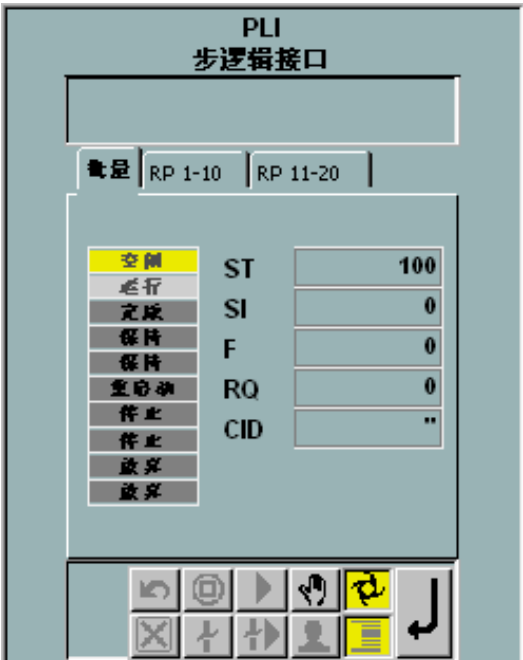 PLI
步逻辑接口
批量 RP 1-10 RP 11-20
空闲
运行
完成
保持
保持
重启动
停止
停止
放弃
放弃
ST 100
SI 0
F 0
RQ 0
CID "